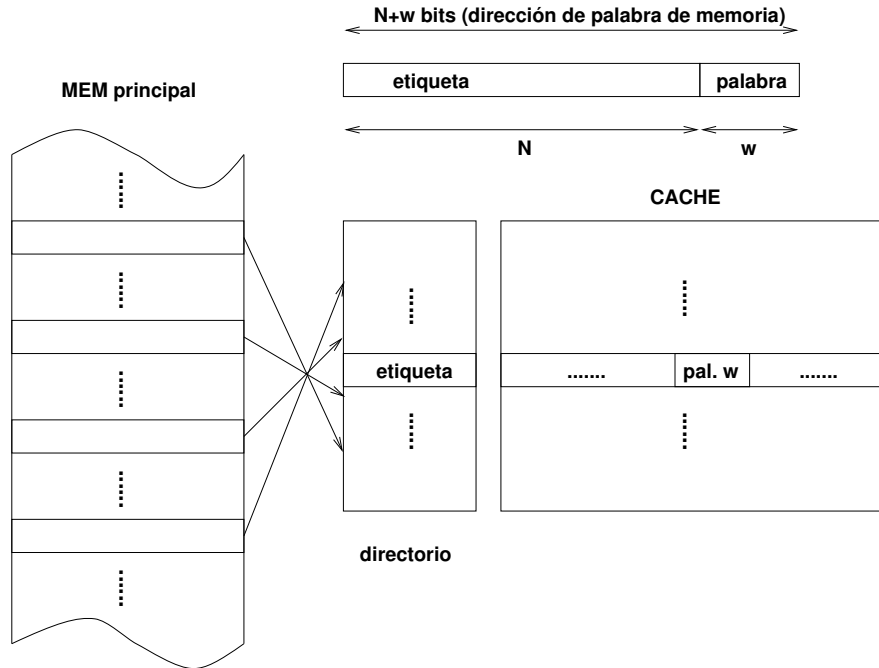 N+w bits (dirección de palabra de memoria)
etiqueta palabra
MEM principal
N w
CACHE
etiqueta ....... pal. w .......
directorio